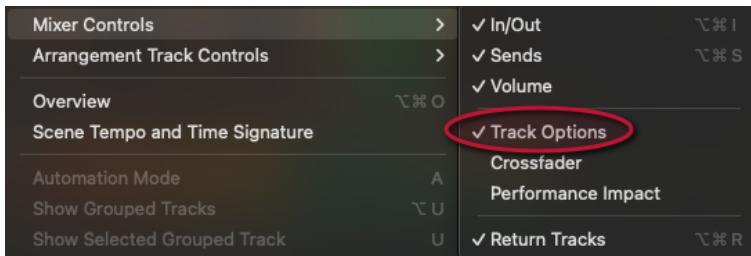 Mixer Controls >
Arrangement Track Controls >
Overview ⌥⌘ O
Scene Tempo and Time Signature
Automation Mode A
Show Grouped Tracks ⌥ U
Show Selected Grouped Track U
✓ In/Out ⌥⌘ I
✓ Sends ⌥⌘ S
✓ Volume
✓ Track Options
Crossfader
Performance Impact
✓ Return Tracks ⌥⌘ R